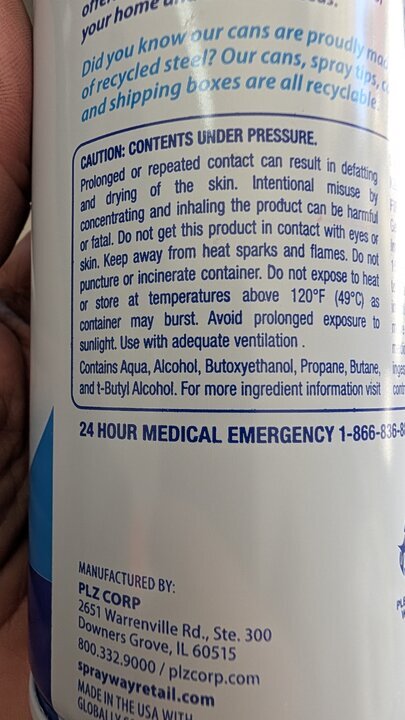 your home
Did you know our cans are proudly
of recycled steel? Our cans, spray tips,
and shipping boxes are all recyclable
CAUTION: CONTENTS UNDER PRESSURE.
Prolonged or repeated contact can result in defatting
and drying of the skin. Intentional misuse by
concentrating and inhaling the product can be harmful
or fatal. Do not get this product in contact with eyes or
skin. Keep away from heat sparks and flames. Do not
puncture or incinerate container. Do not expose to heat
or store at temperatures above 120°F (49°C) as
container may burst. Avoid prolonged exposure to
sunlight. Use with adequate ventilation .
Contains Aqua, Alcohol, Butoxyethanol, Propane, Butane,
and t-Butyl Alcohol. For more ingredient information visit
24 HOUR MEDICAL EMERGENCY 1-866-836-8
MANUFACTURED BY:
PLZ CORP
2651 Warrenville Rd., Ste. 300
Downers Grove, IL 60515
800.332.9000 / plzcorp.com
spraywayretail.com
MADE IN THE USA WITH
GLOBALLY